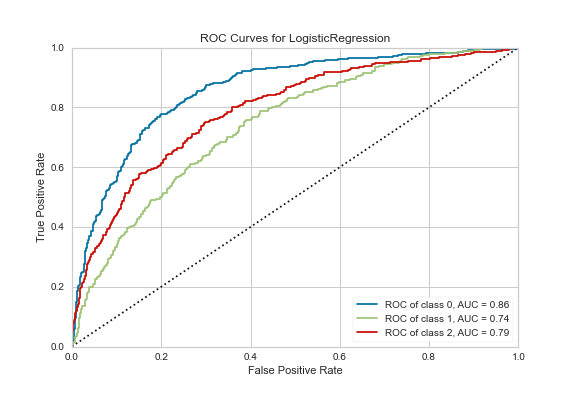 ROC Curves for LogisticRegression
1.0
0.8
0.6
0.4
0.2
0.0
True Positive Rate
ROC of class 0, AUC = 0.86
ROC of class 1, AUC = 0.74
ROC of class 2, AUC = 0.79
0.0 0.2 0.4 0.6 0.8 1.0
False Positive Rate